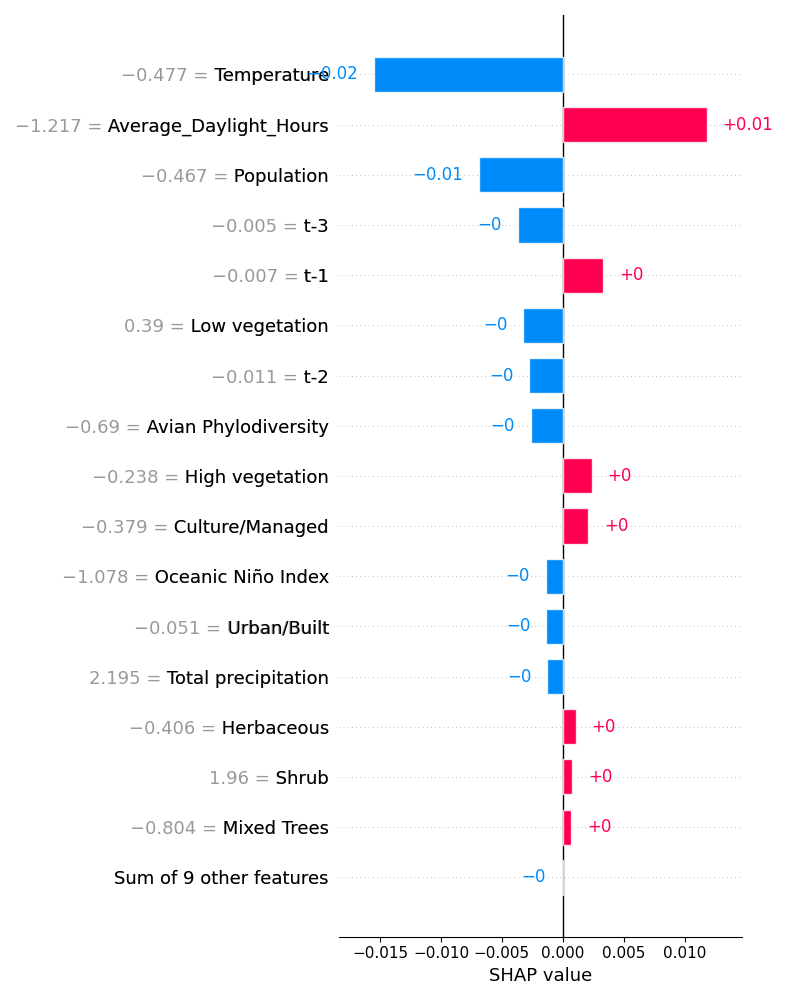 −0.477 = Temperature −0.02
−1.217 = Average_Daylight_Hours +0.01
−0.467 = Population −0.01
−0.005 = t-3 −0
−0.007 = t-1 +0
0.39 = Low vegetation −0
−0.011 = t-2 −0
−0.69 = Avian Phylodiversity −0
−0.238 = High vegetation +0
−0.379 = Culture/Managed +0
−1.078 = Oceanic Niño Index −0
−0.051 = Urban/Built −0
2.195 = Total precipitation −0
−0.406 = Herbaceous +0
1.96 = Shrub +0
−0.804 = Mixed Trees +0
Sum of 9 other features −0
−0.015 −0.010 −0.005 0.000 0.005 0.010
SHAP value